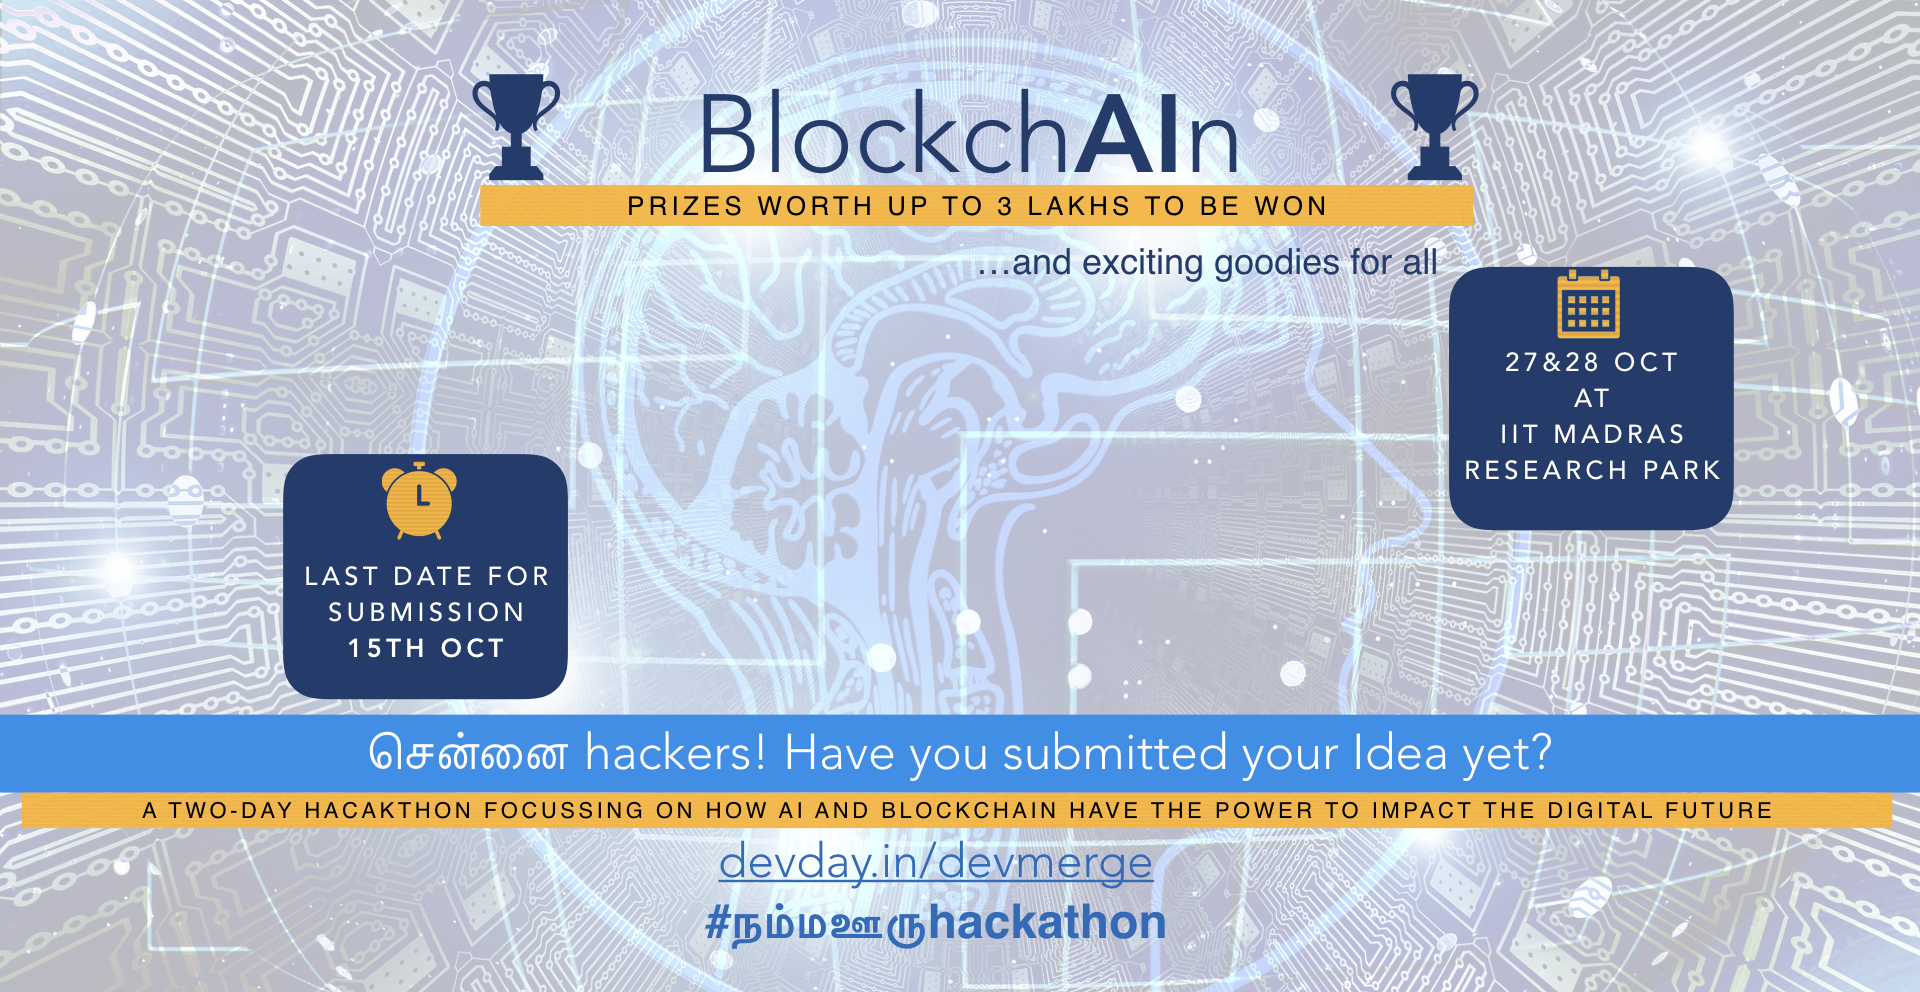 BlockchAIn
PRIZES WORTH UP TO 3 LAKHS TO BE WON
...and exciting goodies for all
27&28 OCT
AT
IIT MADRAS
RESEARCH PARK
LAST DATE FOR
SUBMISSION
15TH OCT
சென்னை hackers! Have you submitted your Idea yet?
A TWO-DAY HACAKTHON FOCUSSING ON HOW AI AND BLOCKCHAIN HAVE THE POWER TO IMPACT THE DIGITAL FUTURE
devday.in/devmerge
#நம்மஊருhackathon